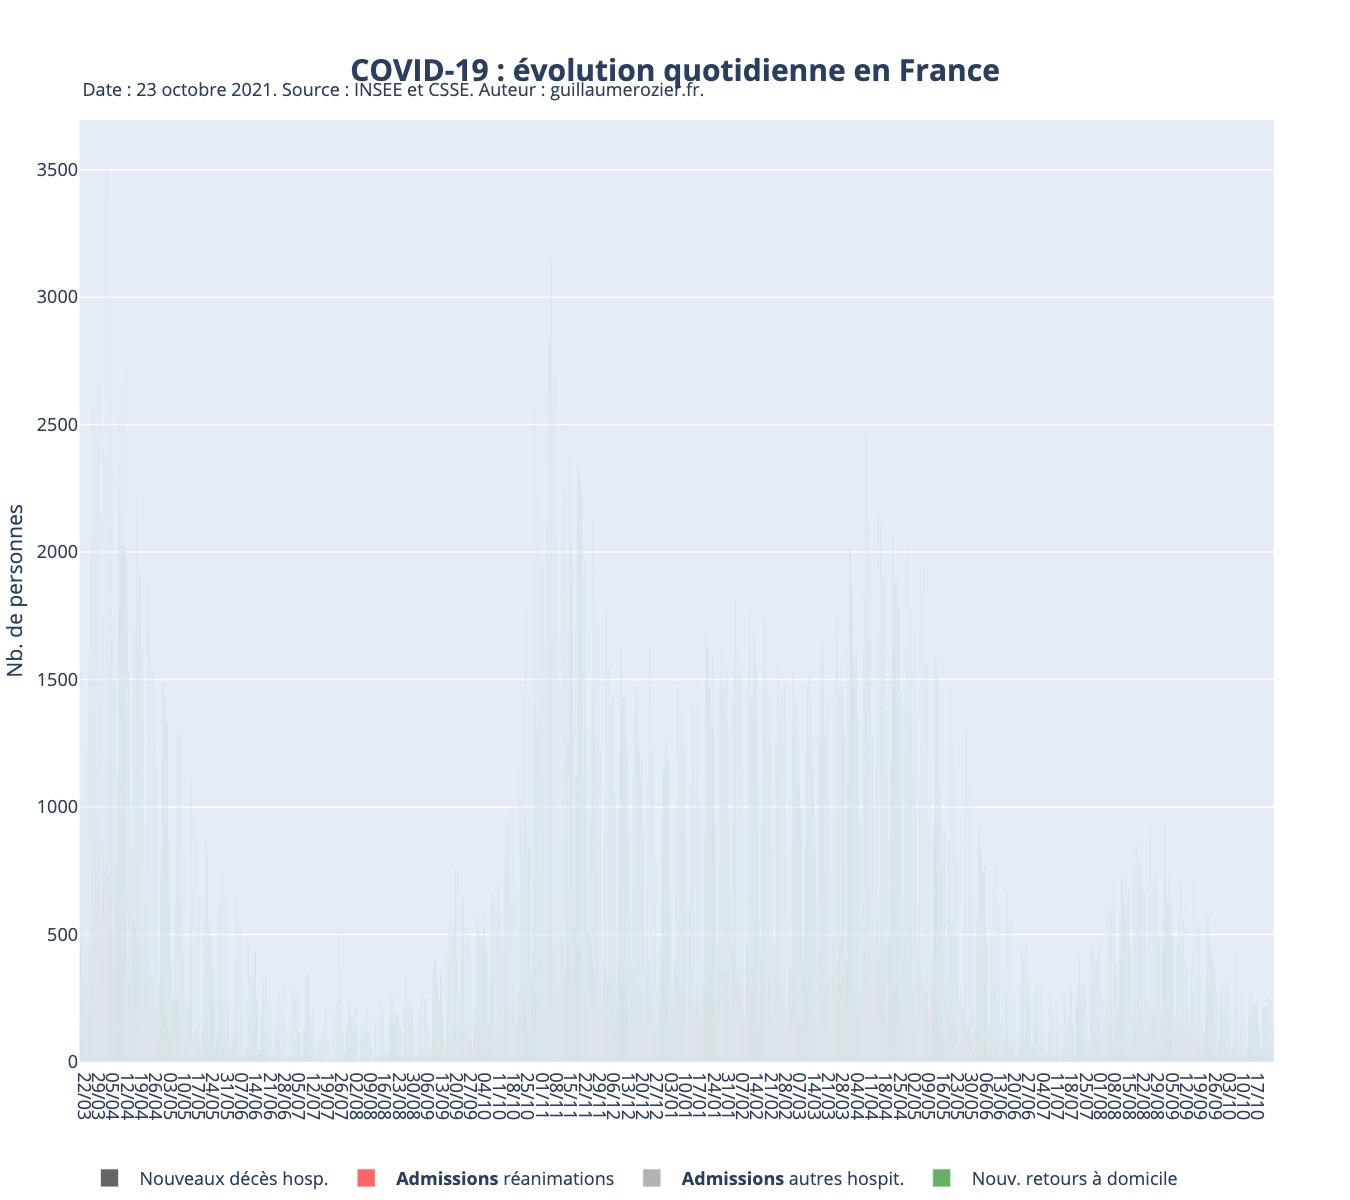 COVID-19 : évolution quotidienne en France
Date : 23 octobre 2021. Source : INSEE et CSSE. Auteur : guillaumerozier.fr.
3500
3000
2500
2000
1500
1000
500
0
Nb. de personnes
22/03 29/03 05/04 12/04 19/04 26/04 03/05 10/05 17/05 24/05 31/05 07/06 14/06 21/06 28/06 05/07 12/07 19/07 26/07 02/08 09/08 16/08 23/08 30/08 06/09 13/09 20/09 27/09 04/10 11/10 18/10 25/10 01/11 08/11 15/11 22/11 29/11 06/12 13/12 20/12 27/12 03/01 10/01 17/01 24/01 31/01 07/02 14/02 21/02 28/02 07/03 14/03 21/03 28/03 04/04 11/04 18/04 25/04 02/05 09/05 16/05 23/05 30/05 06/06 13/06 20/06 27/06 04/07 11/07 18/07 25/07 01/08 08/08 15/08 22/08 29/08 05/09 12/09 19/09 26/09 03/10 10/10 17/10
Nouveaux décès hosp. Admissions réanimations Admissions autres hospit. Nouv. retours à domicile